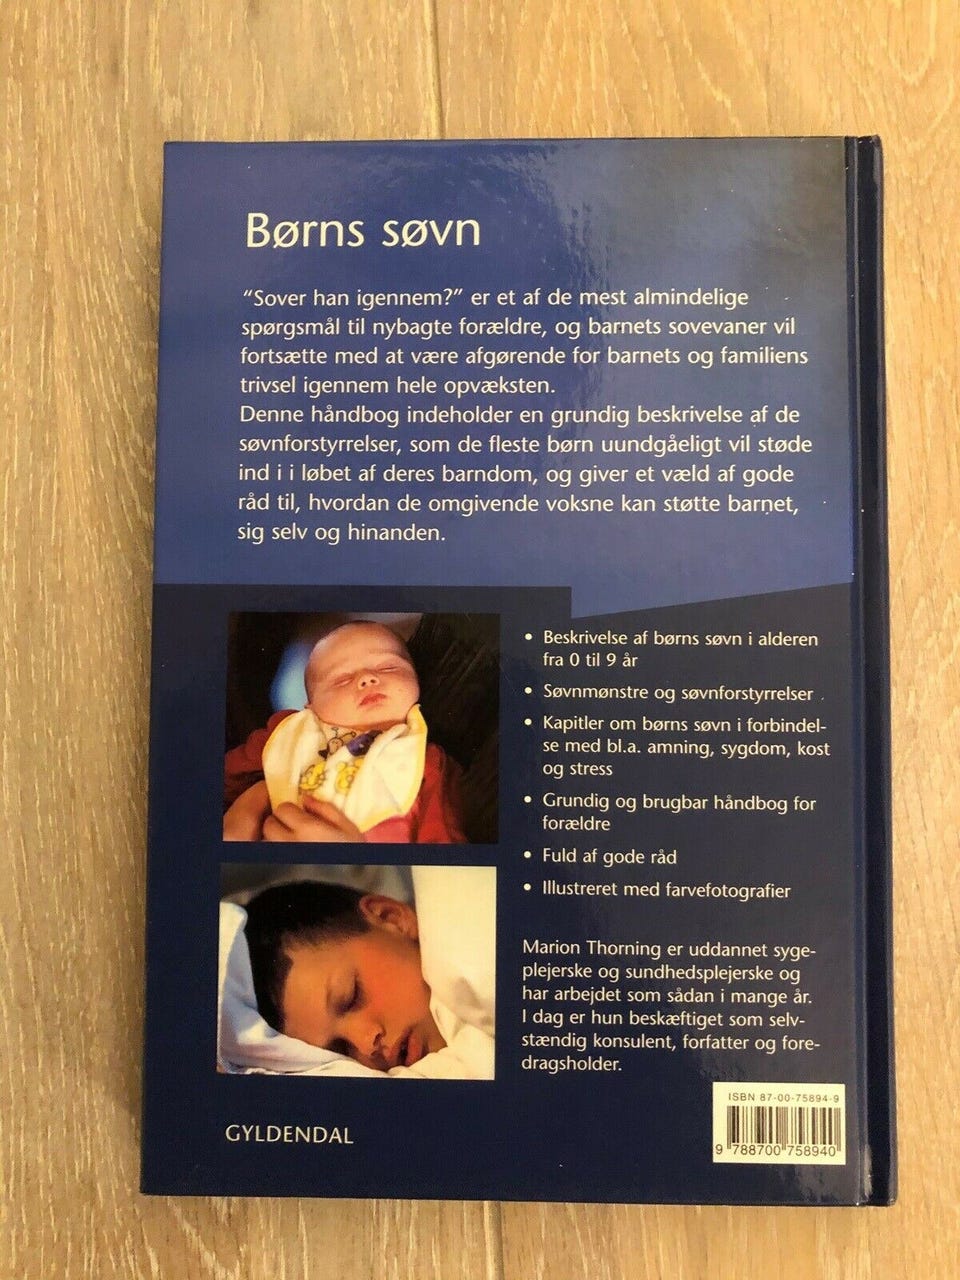 Børns søvn
"Sover han igennem?" er et af de mest almindelige
spørgsmål til nybagte forældre, og barnets sovevaner vil
fortsætte med at være afgørende for barnets og familiens
trivsel igennem hele opvæksten.
Denne håndbog indeholder en grundig beskrivelse af de
søvnforstyrrelser, som de fleste børn uundgåeligt vil støde
ind i i løbet af deres barndom, og giver et væld af gode
råd til, hvordan de omgivende voksne kan støtte barnet,
sig selv og hinanden.
• Beskrivelse af børns søvn i alderen
fra 0 til 9 år
• Søvnmønstre og søvnforstyrrelser
• Kapitler om børns søvn i forbindel-
se med bl.a. amning, sygdom, kost
og stress
• Grundig og brugbar håndbog for
forældre
• Fuld af gode råd
• Illustreret med farvefotografier
Marion Thorning er uddannet syge-
plejerske og sundhedsplejerske og
har arbejdet som sådan i mange år.
I dag er hun beskæftiget som selv-
stændig konsulent, forfatter og fore-
dragsholder.
GYLDENDAL
ISBN 87-00-75894-9
9 788700 758940